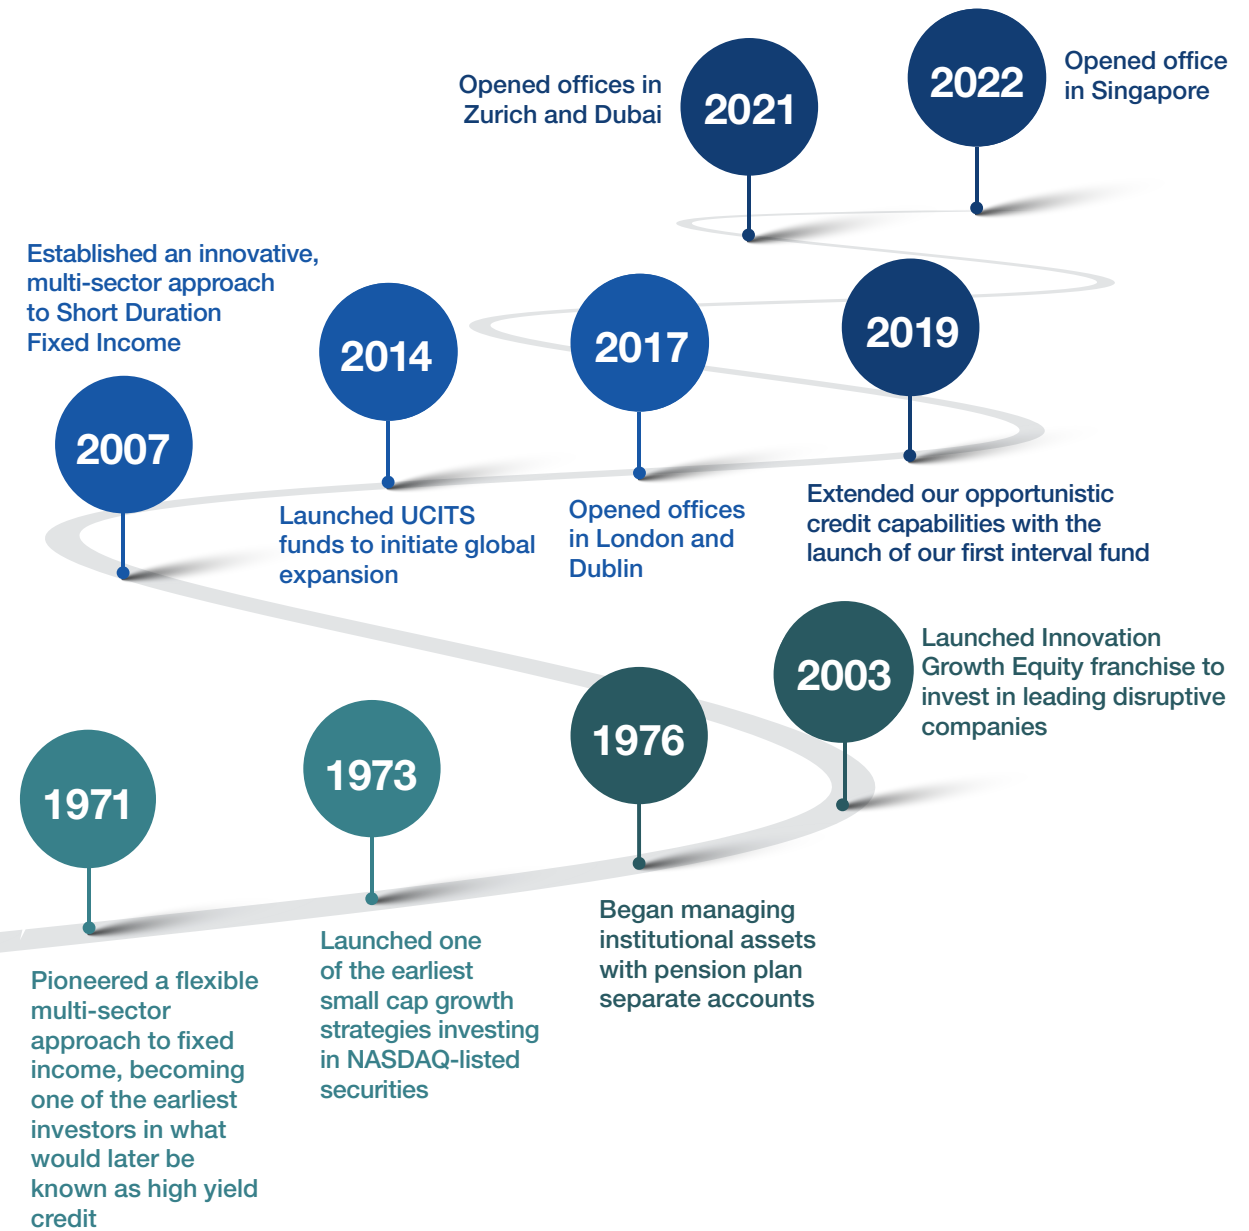 Opened offices in
Zurich and Dubai
2021
2022
Opened office
in Singapore
Established an innovative,
multi-sector approach
to Short Duration
Fixed Income
2007
2014
Launched UCITS
funds to initiate global
expansion
2017
Opened offices
in London and
Dublin
2019
Extended our opportunistic
credit capabilities with the
launch of our first interval fund
1971
Pioneered a flexible
multi-sector
approach to fixed
income, becoming
one of the earliest
investors in what
would later be
known as high yield
credit
1973
Launched one
of the earliest
small cap growth
strategies investing
in NASDAQ-listed
securities
1976
Began managing
institutional assets
with pension plan
separate accounts
2003
Launched Innovation
Growth Equity franchise to
invest in leading disruptive
companies